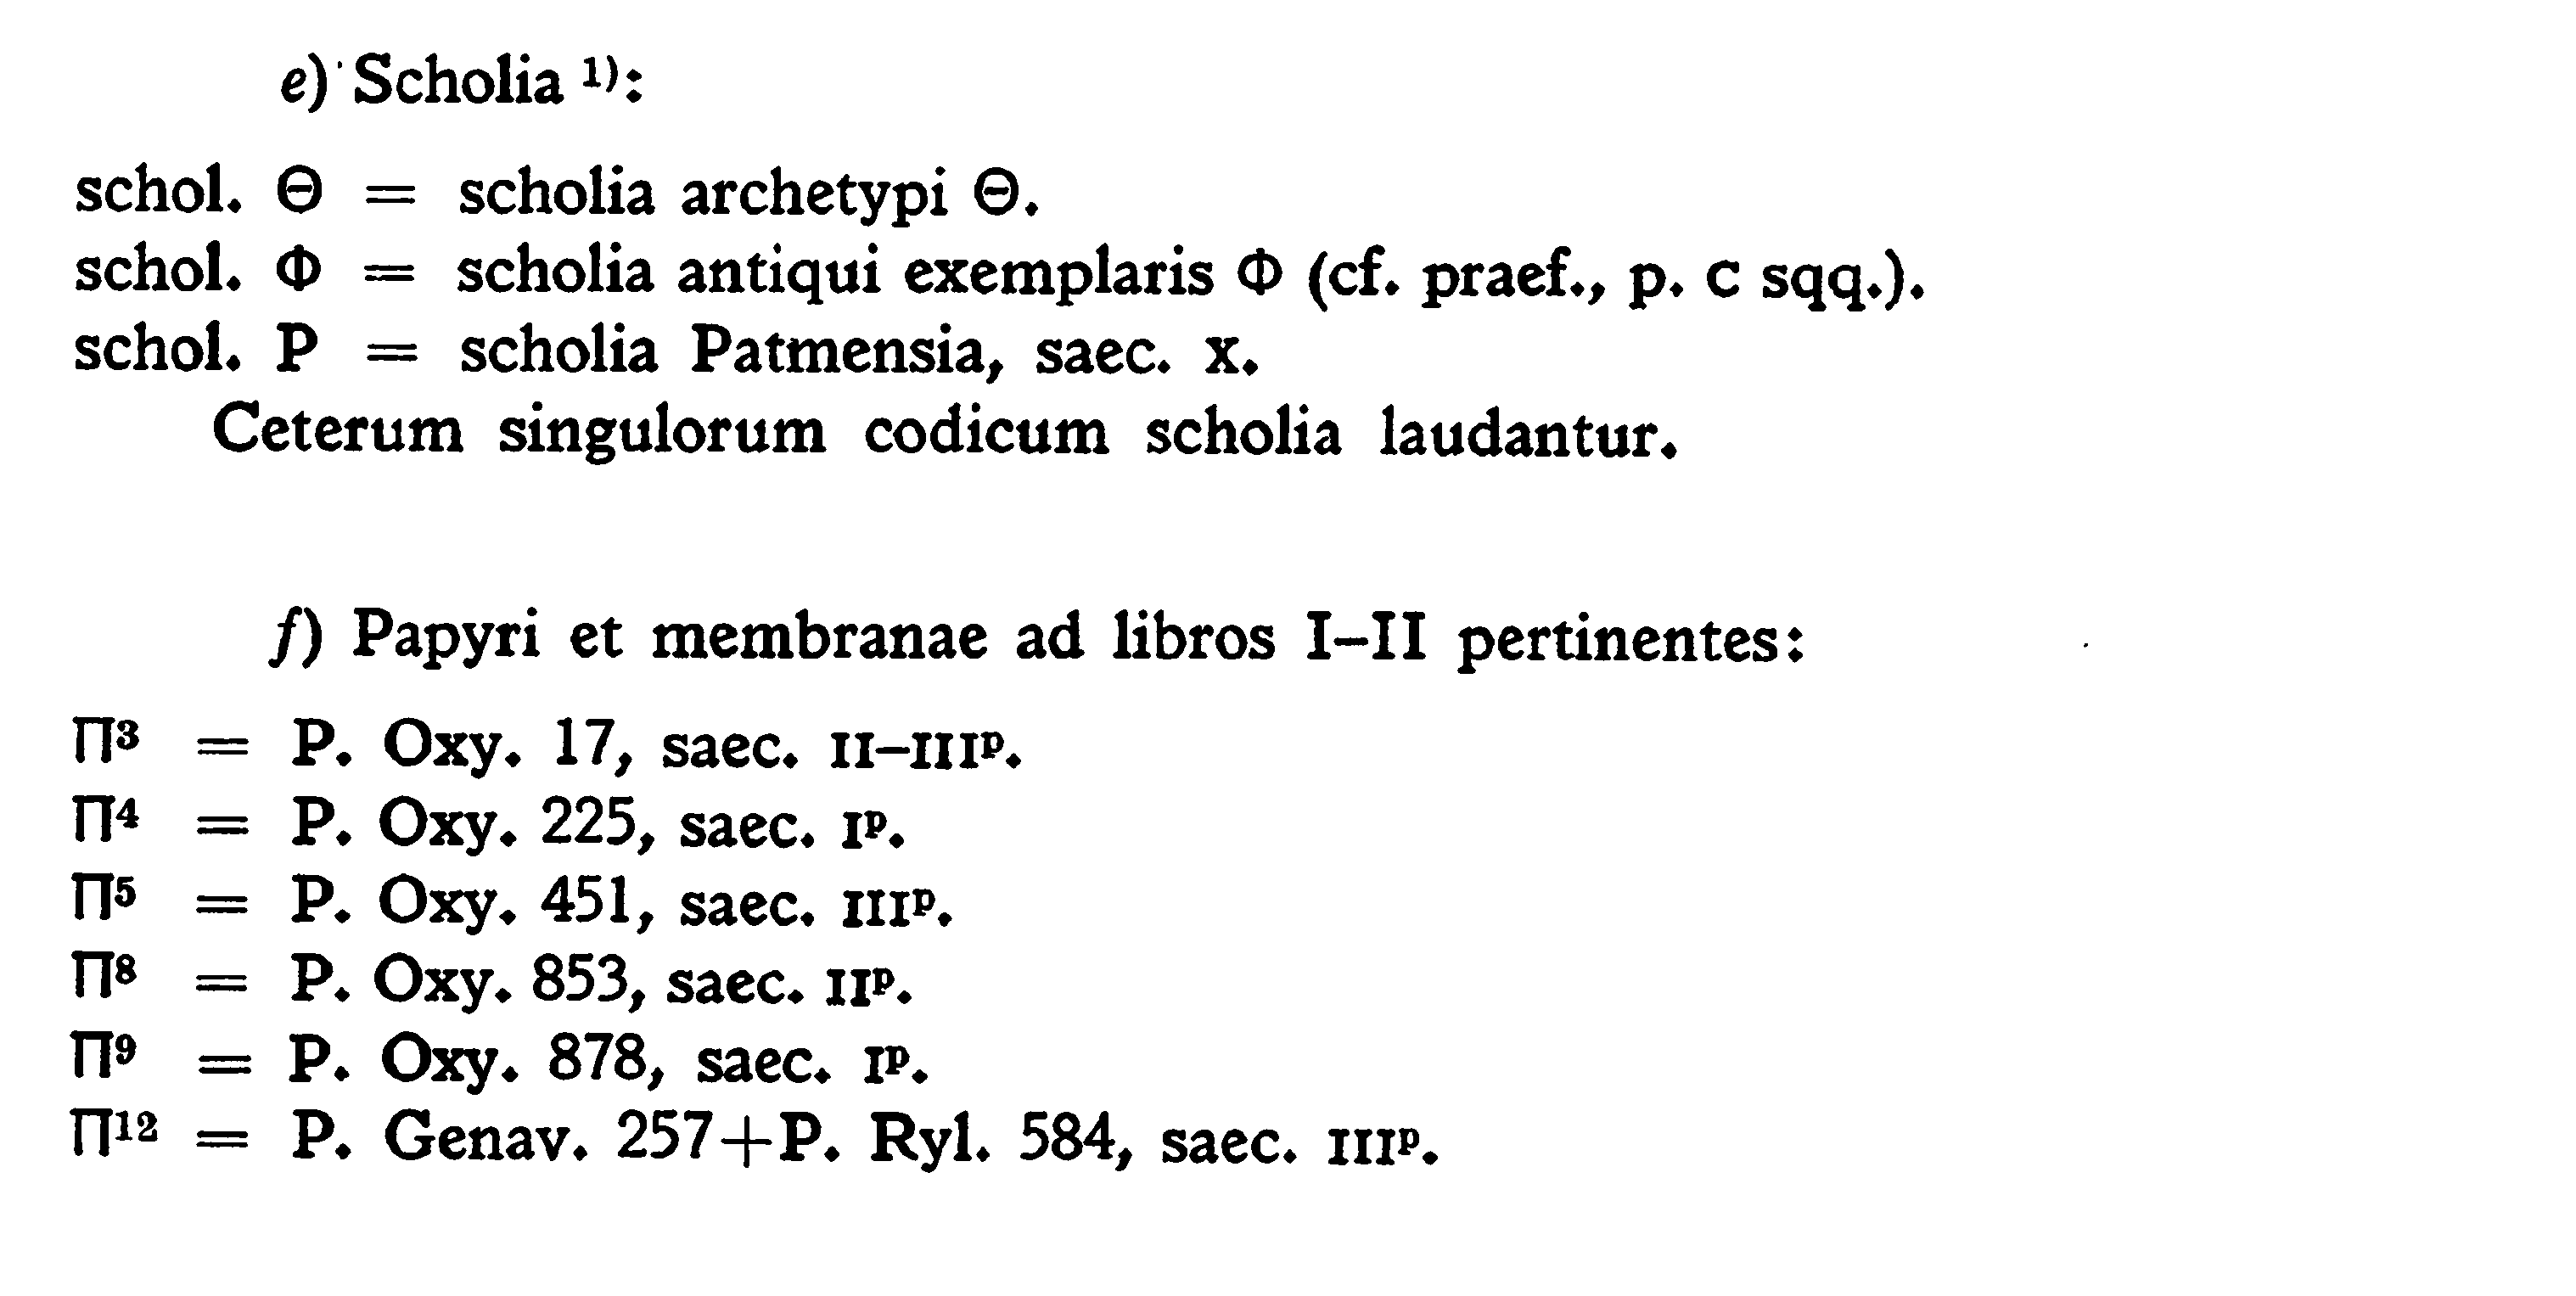 e) Scholia ¹⁾:
schol. Θ = scholia archetypi Θ.
schol. Φ = scholia antiqui exemplaris Φ (cf. praef., p. C sqq.).
schol. P = scholia Patmensia, saec. X.
Ceterum singulorum codicum scholia laudantur.
f) Papyri et membranae ad libros I–II pertinentes:
Π³ = P. Oxy. 17, saec. II–IIIᵖ.
Π⁴ = P. Oxy. 225, saec. Iᵖ.
Π⁵ = P. Oxy. 451, saec. IIIᵖ.
Π⁸ = P. Oxy. 853, saec. IIᵖ.
Π⁹ = P. Oxy. 878, saec. Iᵖ.
Π¹² = P. Genav. 257+P. Ryl. 584, saec. IIIᵖ.